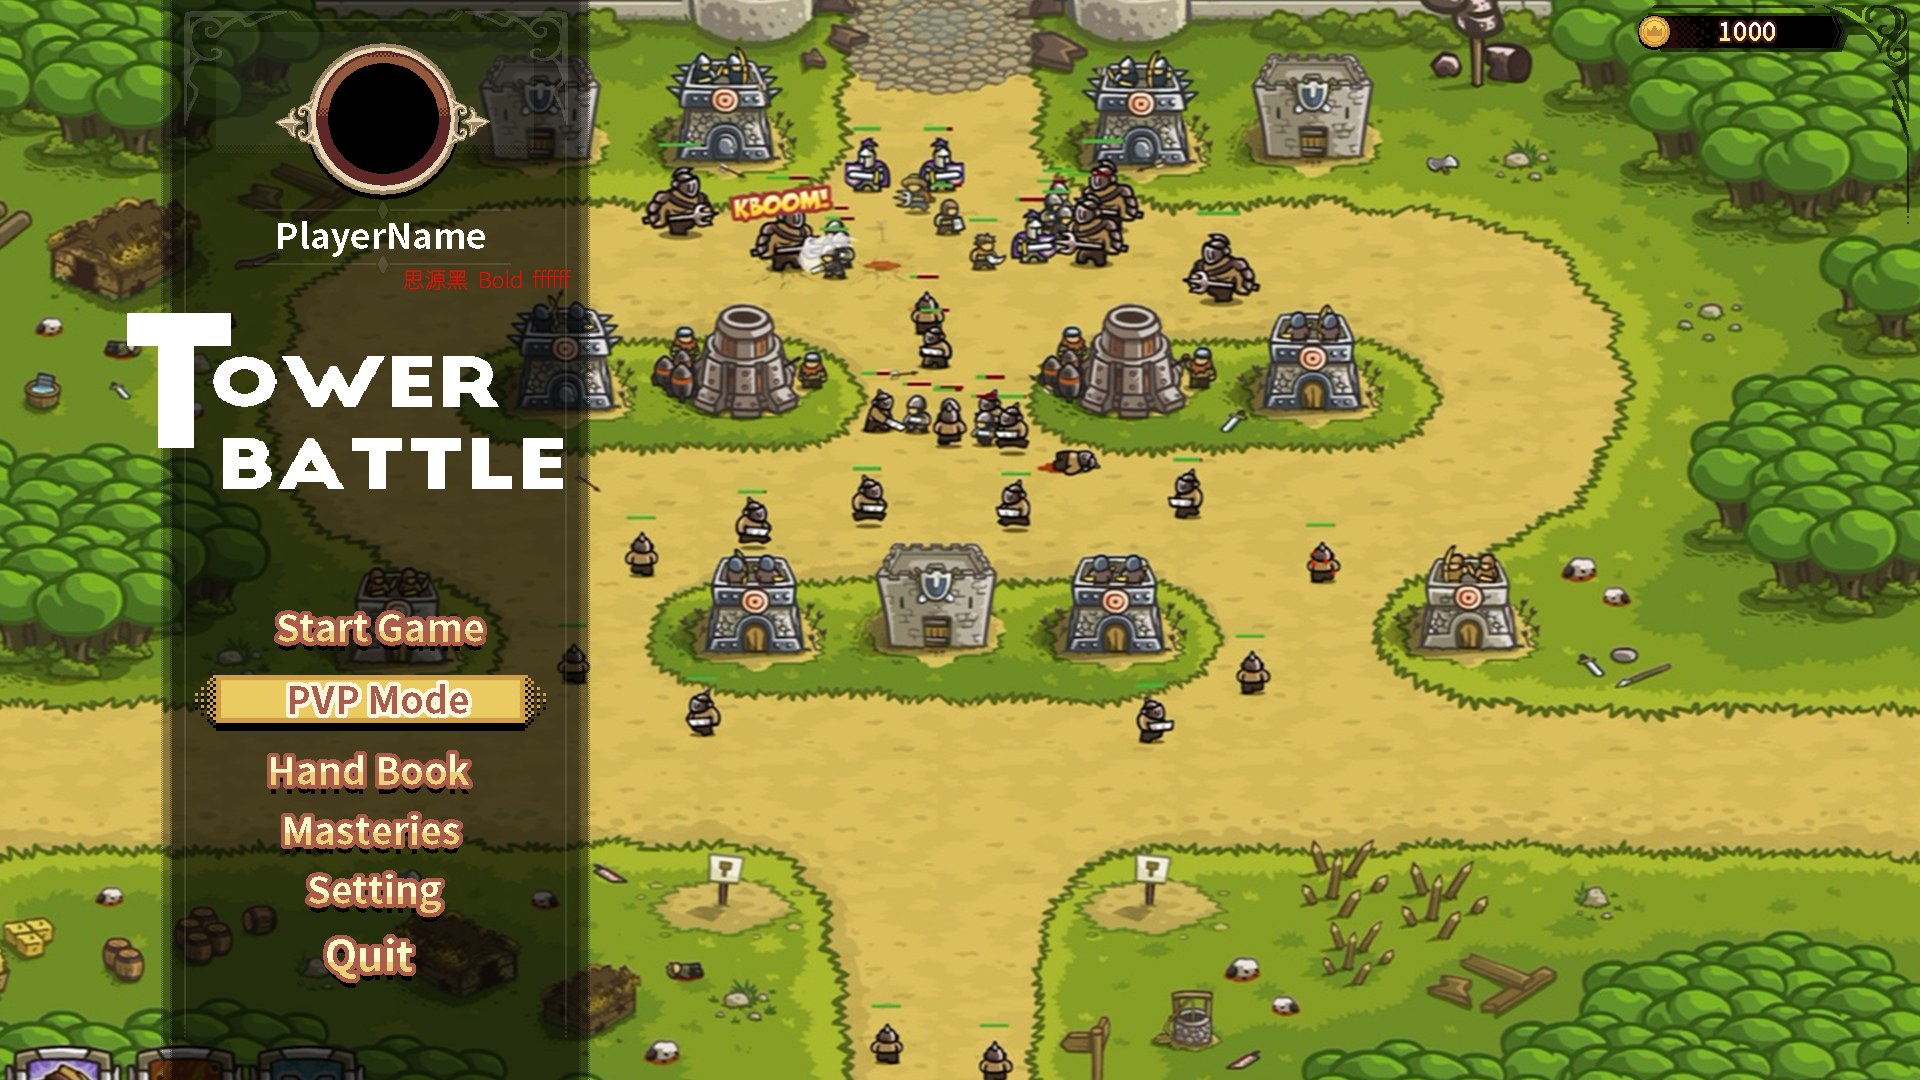 1000
KBOOM!
PlayerName
思源黑 Bold ffffff
TOWER
BATTLE
Start Game
PVP Mode
Hand Book
Masteries
Setting
Quit